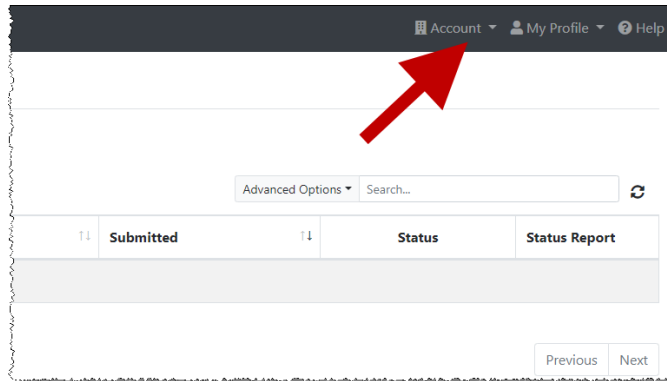 Account My Profile Help
Advanced Options Search...
Submitted Status Status Report
Previous Next